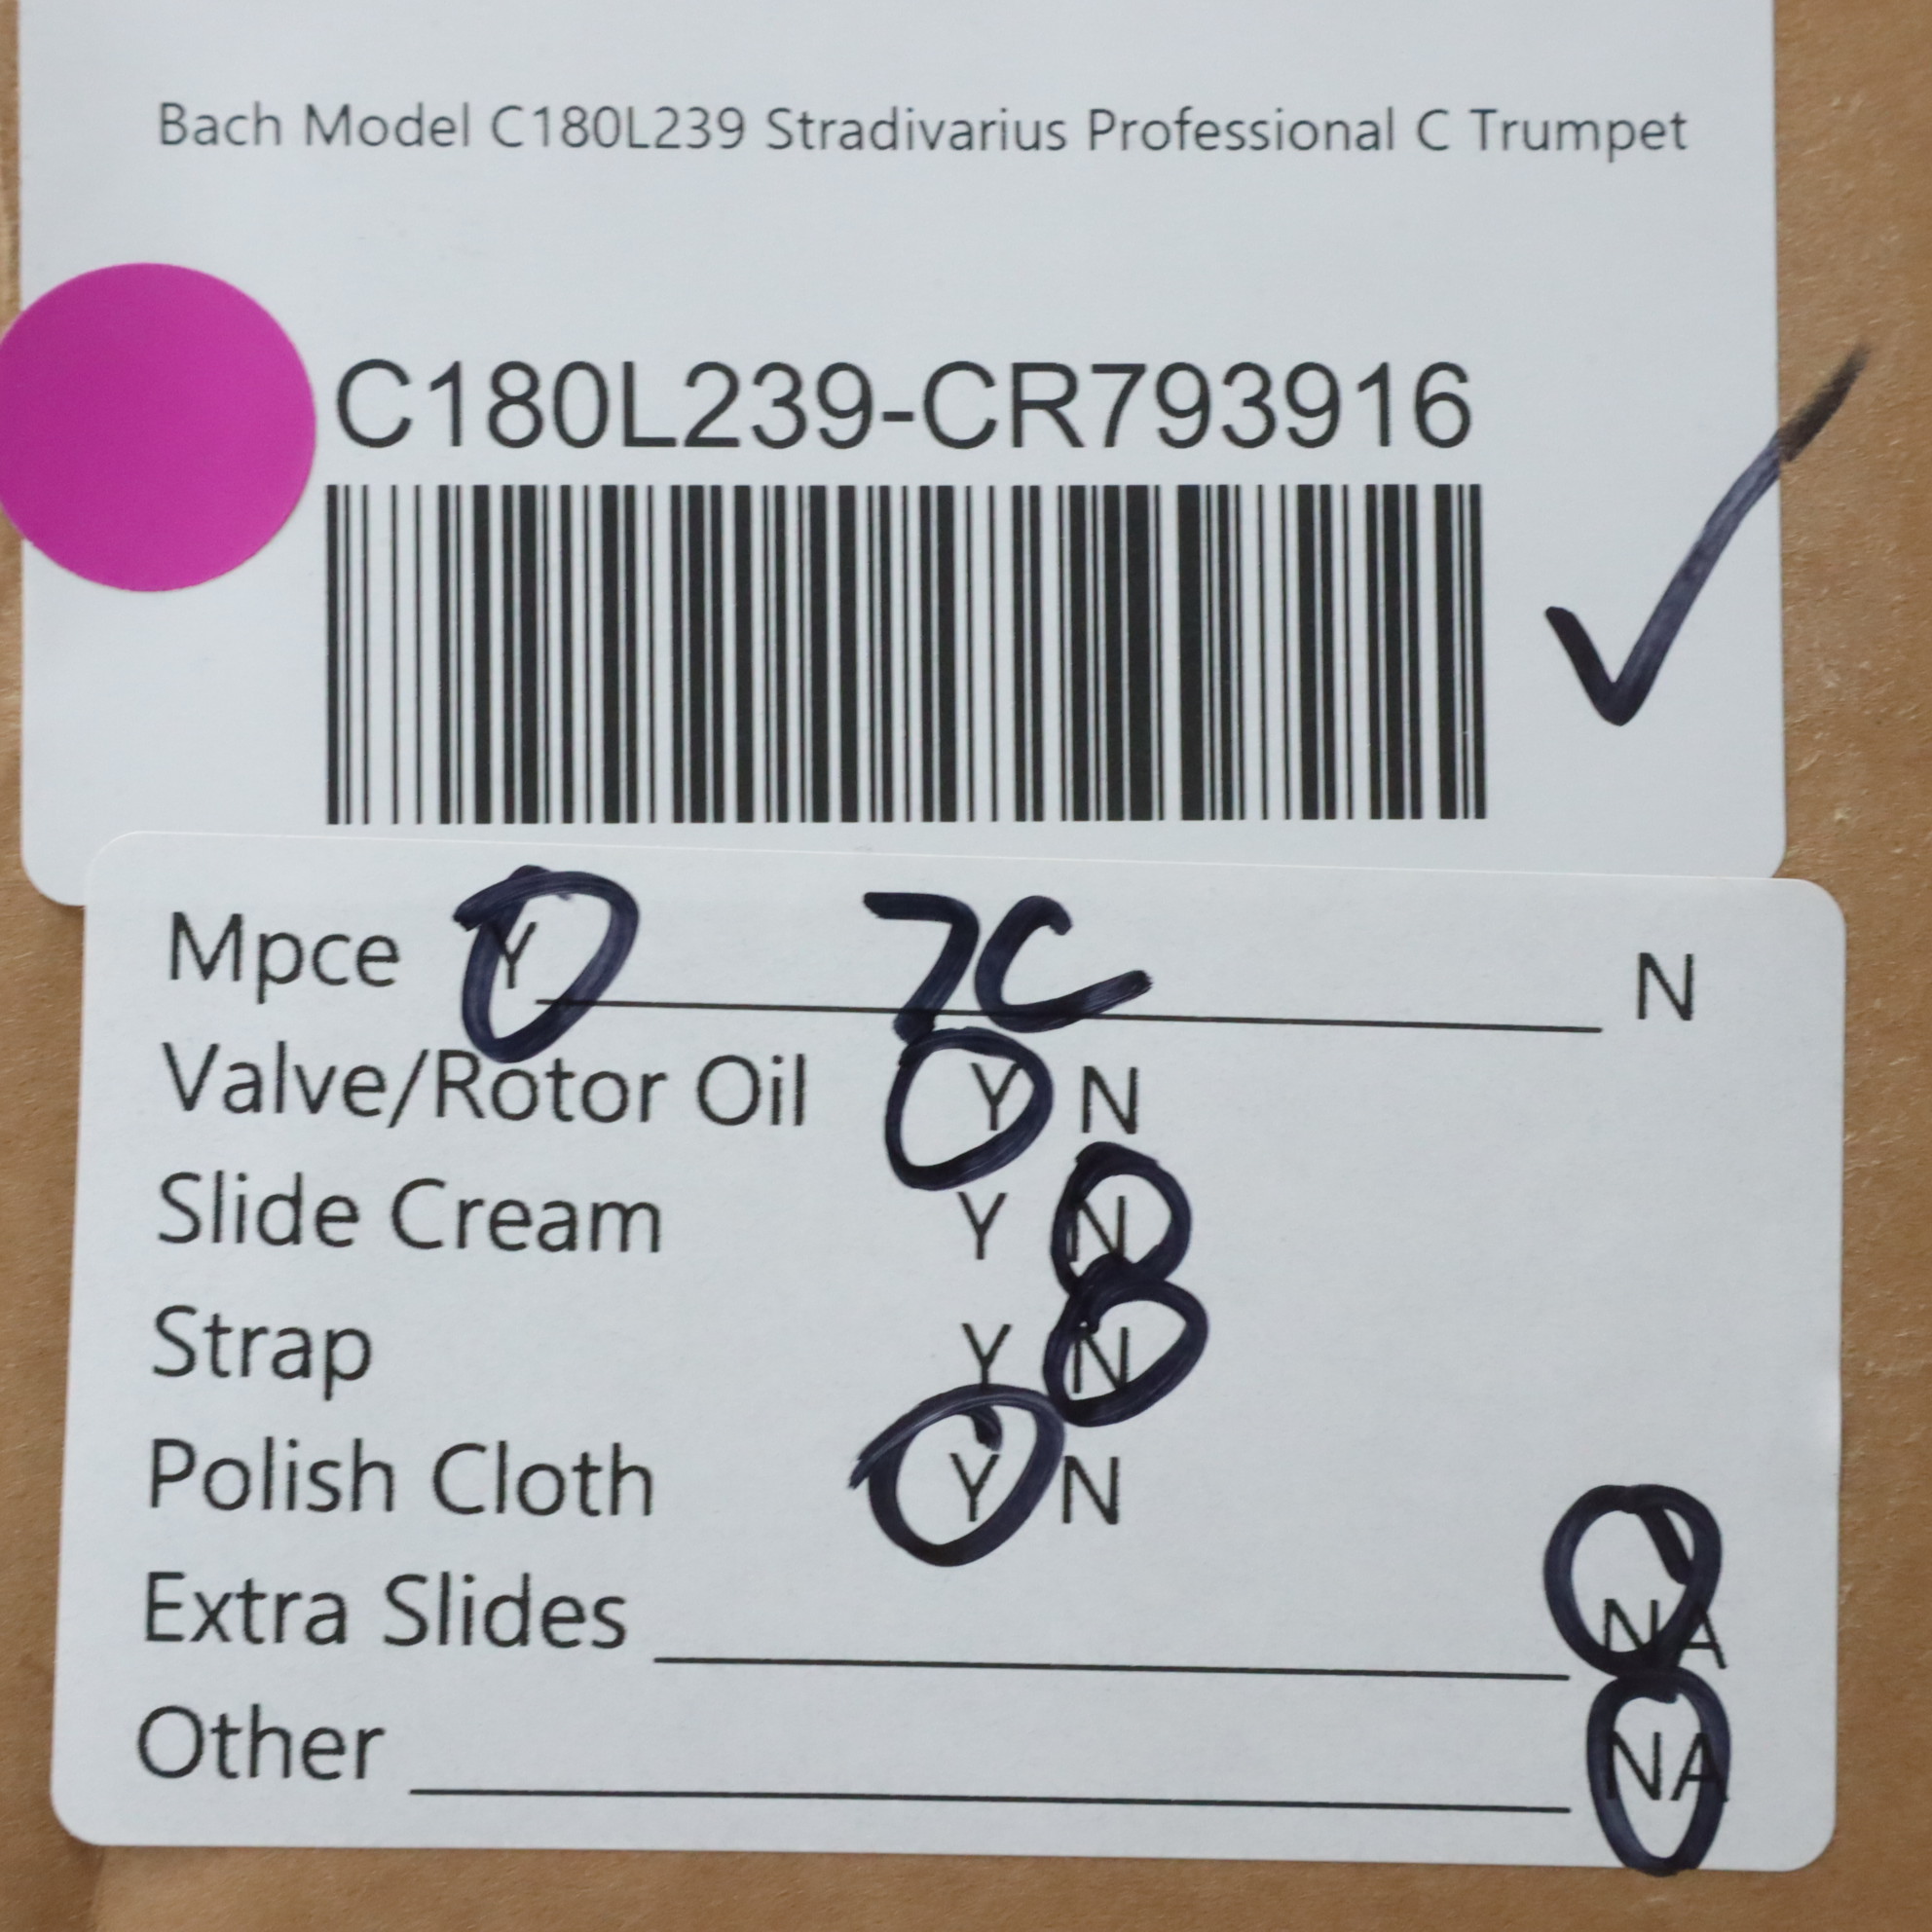 Bach Model C180L239 Stradivarius Professional C Trumpet
C180L239-CR793916
Mpce Y 7C N
Valve/Rotor Oil Y N
Slide Cream Y N
Strap Y N
Polish Cloth Y N
Extra Slides NA
Other NA